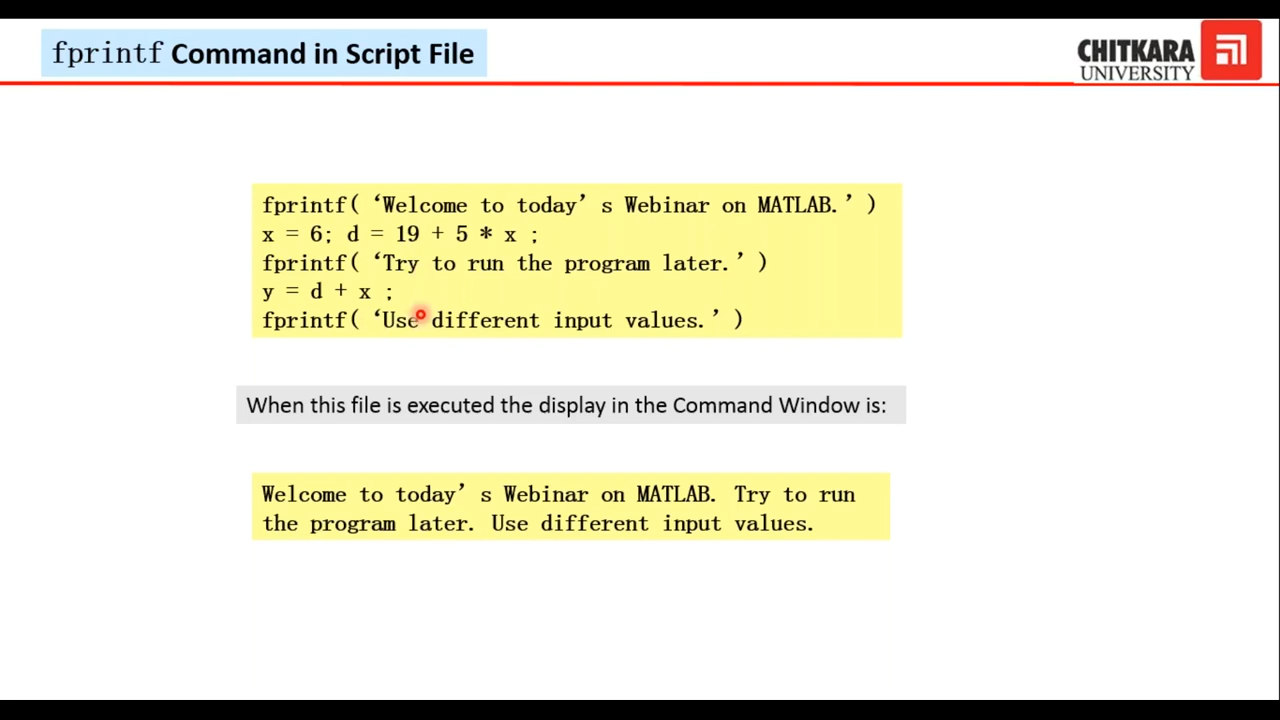 fprintf Command in Script File
CHITKARA
UNIVERSITY
fprintf( ‘Welcome to today’ s Webinar on MATLAB.’ )
x = 6; d = 19 + 5 * x ;
fprintf( ‘Try to run the program later.’ )
y = d + x ;
fprintf( ‘Use different input values.’ )
When this file is executed the display in the Command Window is:
Welcome to today’ s Webinar on MATLAB. Try to run
the program later. Use different input values.